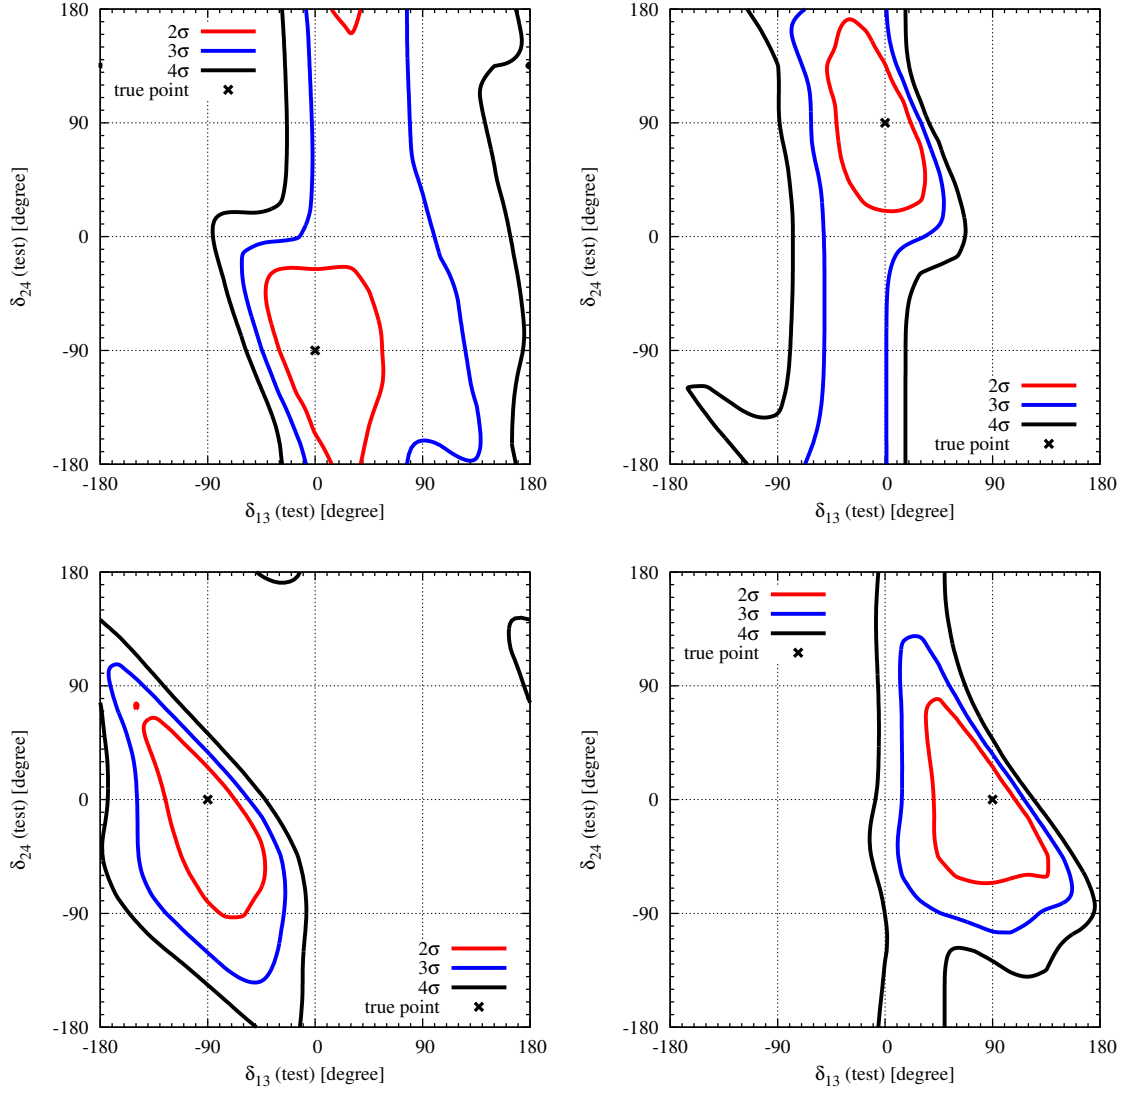 180
90
0
-90
-180
-180 -90 0 90 180
δ24 (test) [degree]
δ13 (test) [degree]
2σ
3σ
4σ
true point
180
90
0
-90
-180
-180 -90 0 90 180
δ24 (test) [degree]
δ13 (test) [degree]
2σ
3σ
4σ
true point
180
90
0
-90
-180
-180 -90 0 90 180
δ24 (test) [degree]
δ13 (test) [degree]
2σ
3σ
4σ
true point
180
90
0
-90
-180
-180 -90 0 90 180
δ24 (test) [degree]
δ13 (test) [degree]
2σ
3σ
4σ
true point